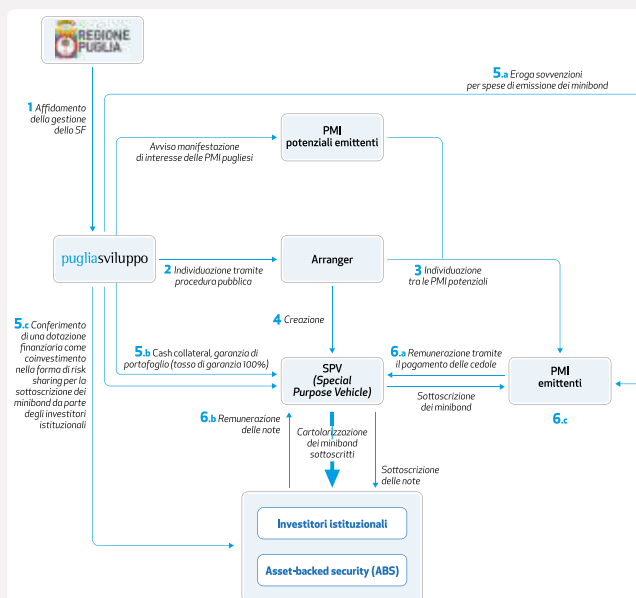 REGIONE
PUGLIA
5.a Eroga sovvenzioni
per spese di emissione dei minibond
1 Affidamento
della gestione
dello SF
PMI
potenziali emittenti
Avviso manifestazione
di interesse delle PMI pugliesi
pugliasviluppo
Arranger
2 Individuazione tramite
procedura pubblica
3 Individuazione
tra le PMI potenziali
4 Creazione
5.c Conferimento
di una dotazione
finanziaria come
coinvestimento
nella forma di risk
sharing per la
sottoscrizione dei
minibond da parte
degli investitori
istituzionali
5.b Cash collateral, garanzia di
portafoglio (tasso di garanzia 100%)
SPV
(Special
Purpose Vehicle)
6.a Remunerazione tramite
il pagamento delle cedole
Sottoscrizione
dei minibond
PMI
emittenti
6.c
6.b Remunerazione
delle note
Cartolarizzazione
dei minibond
sottoscritti
Sottoscrizione
delle note
Investitori istituzionali
Asset-backed security (ABS)